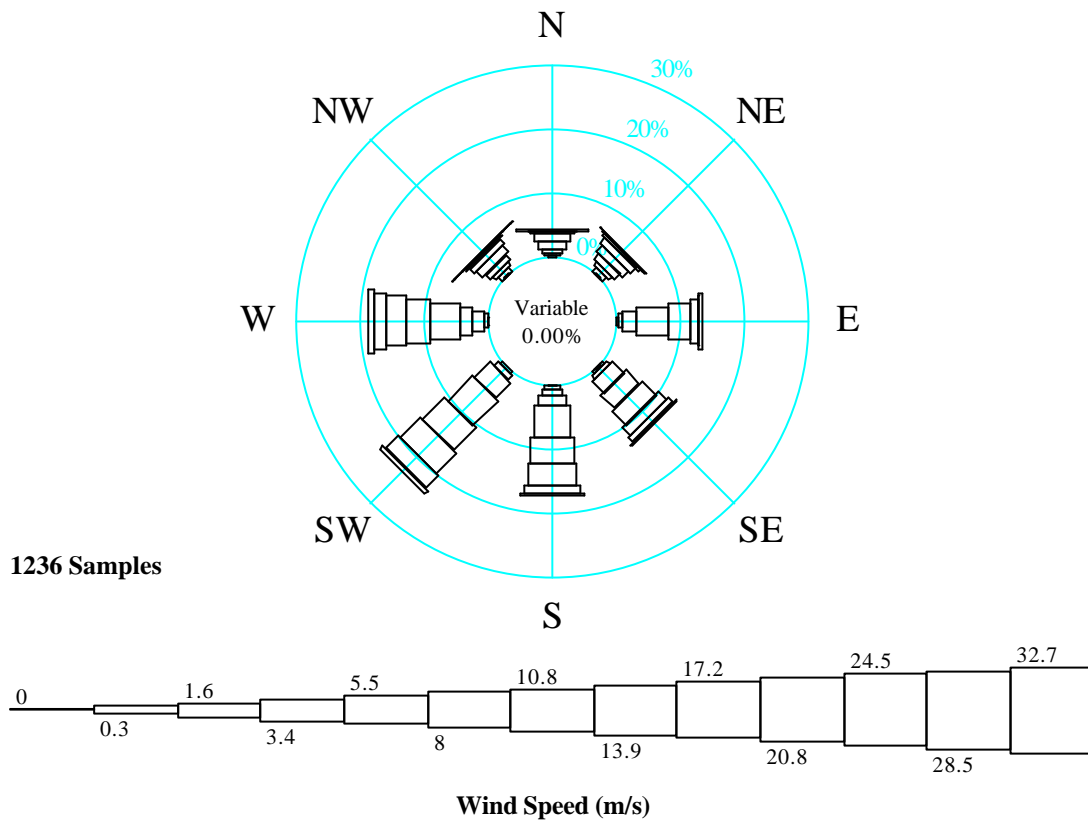 N
30%
NW
NE
20%
10%
0%
Variable
0.00%
W
E
SW
SE
1236 Samples
S
0 1.6 5.5 10.8 17.2 24.5 32.7
0.3 3.4 8 13.9 20.8 28.5
Wind Speed (m/s)